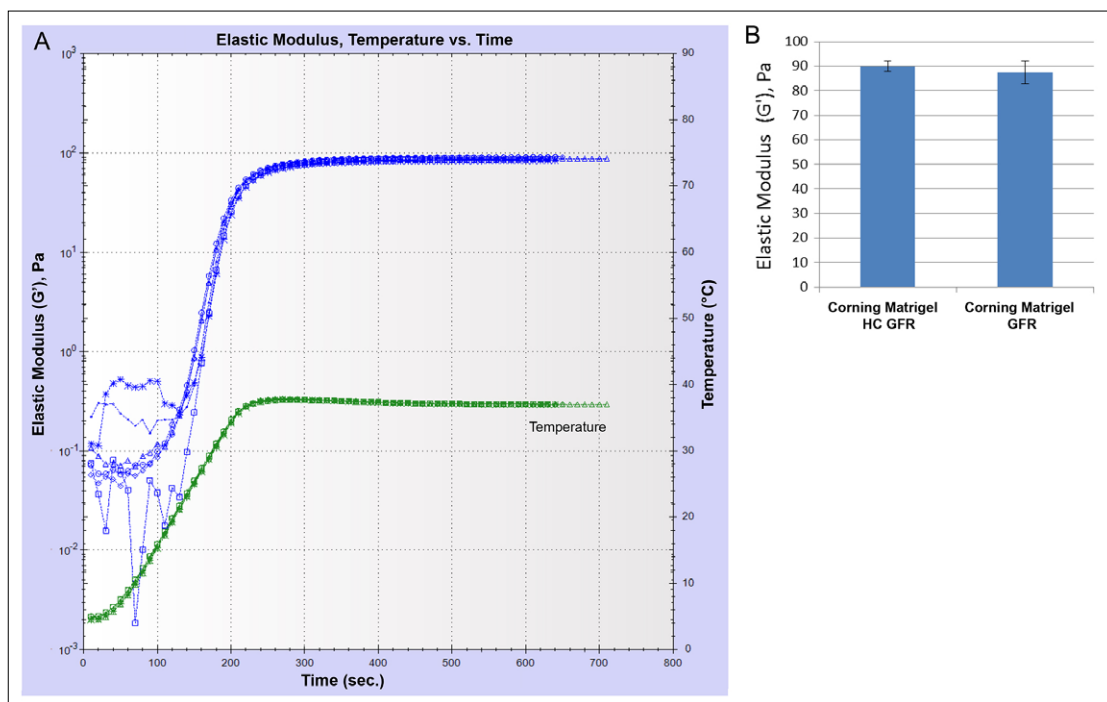 A
Elastic Modulus, Temperature vs. Time
Elastic Modulus (G'), Pa
10³
10²
10¹
10⁰
10⁻¹
10⁻²
10⁻³
90
80
70
60
50
40
30
20
10
0
Temperature (°C)
Temperature
0 100 200 300 400 500 600 700 800
Time (sec.)
B
Elastic Modulus (G'), Pa
100
90
80
70
60
50
40
30
20
10
0
Corning Matrigel Corning Matrigel
HC GFR GFR